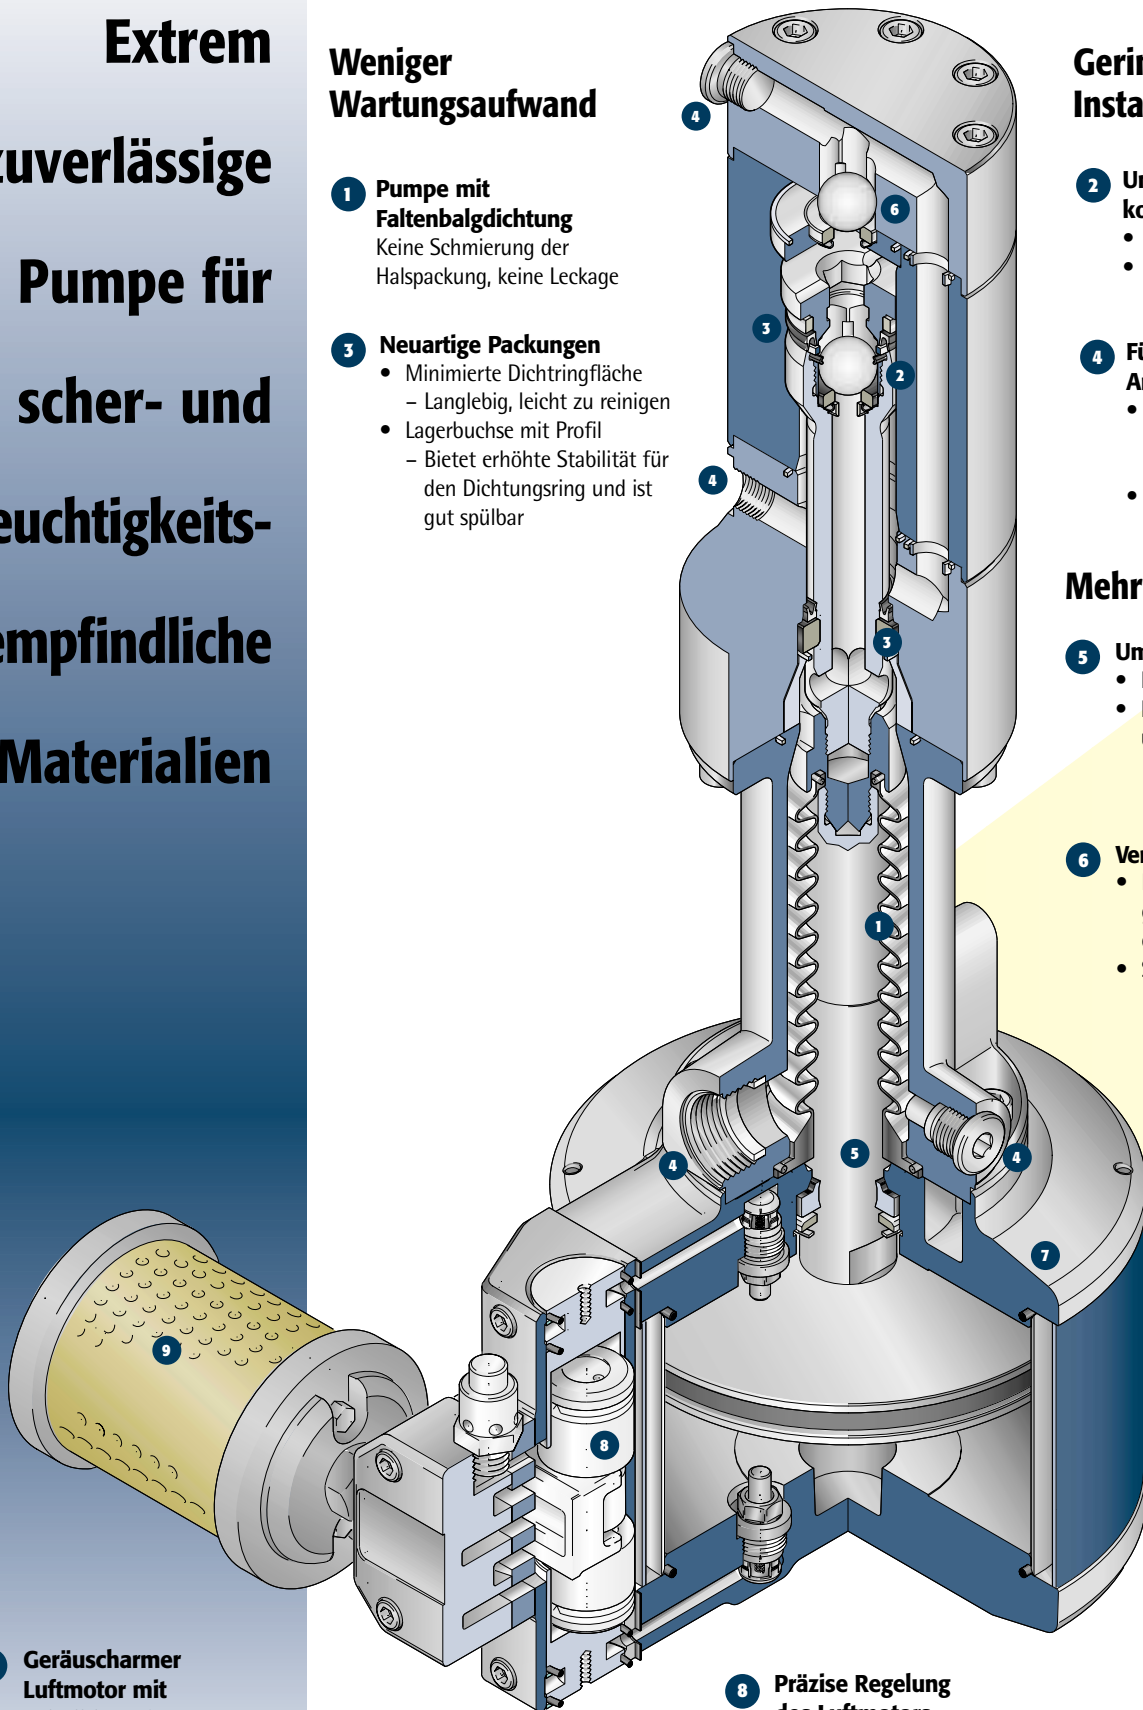 Extrem
zuverlässige
Pumpe für
scher- und
euchtigkeits-
empfindliche
Materialien
Weniger
Wartungsaufwand
1 Pumpe mit
Faltenbalgdichtung
Keine Schmierung der
Halspackung, keine Leckage
3 Neuartige Packungen
• Minimierte Dichtringfläche
– Langlebig, leicht zu reinigen
• Lagerbuchse mit Profil
– Bietet erhöhte Stabilität für
den Dichtungsring und ist
gut spülbar
4
6
3
2
4
3
1
5
4
4
7
9
8
Insta
2
4
Mehr
5
6
Geräuscharmer
Luftmotor mit
8 Präzise Regelung
des Luftmotors